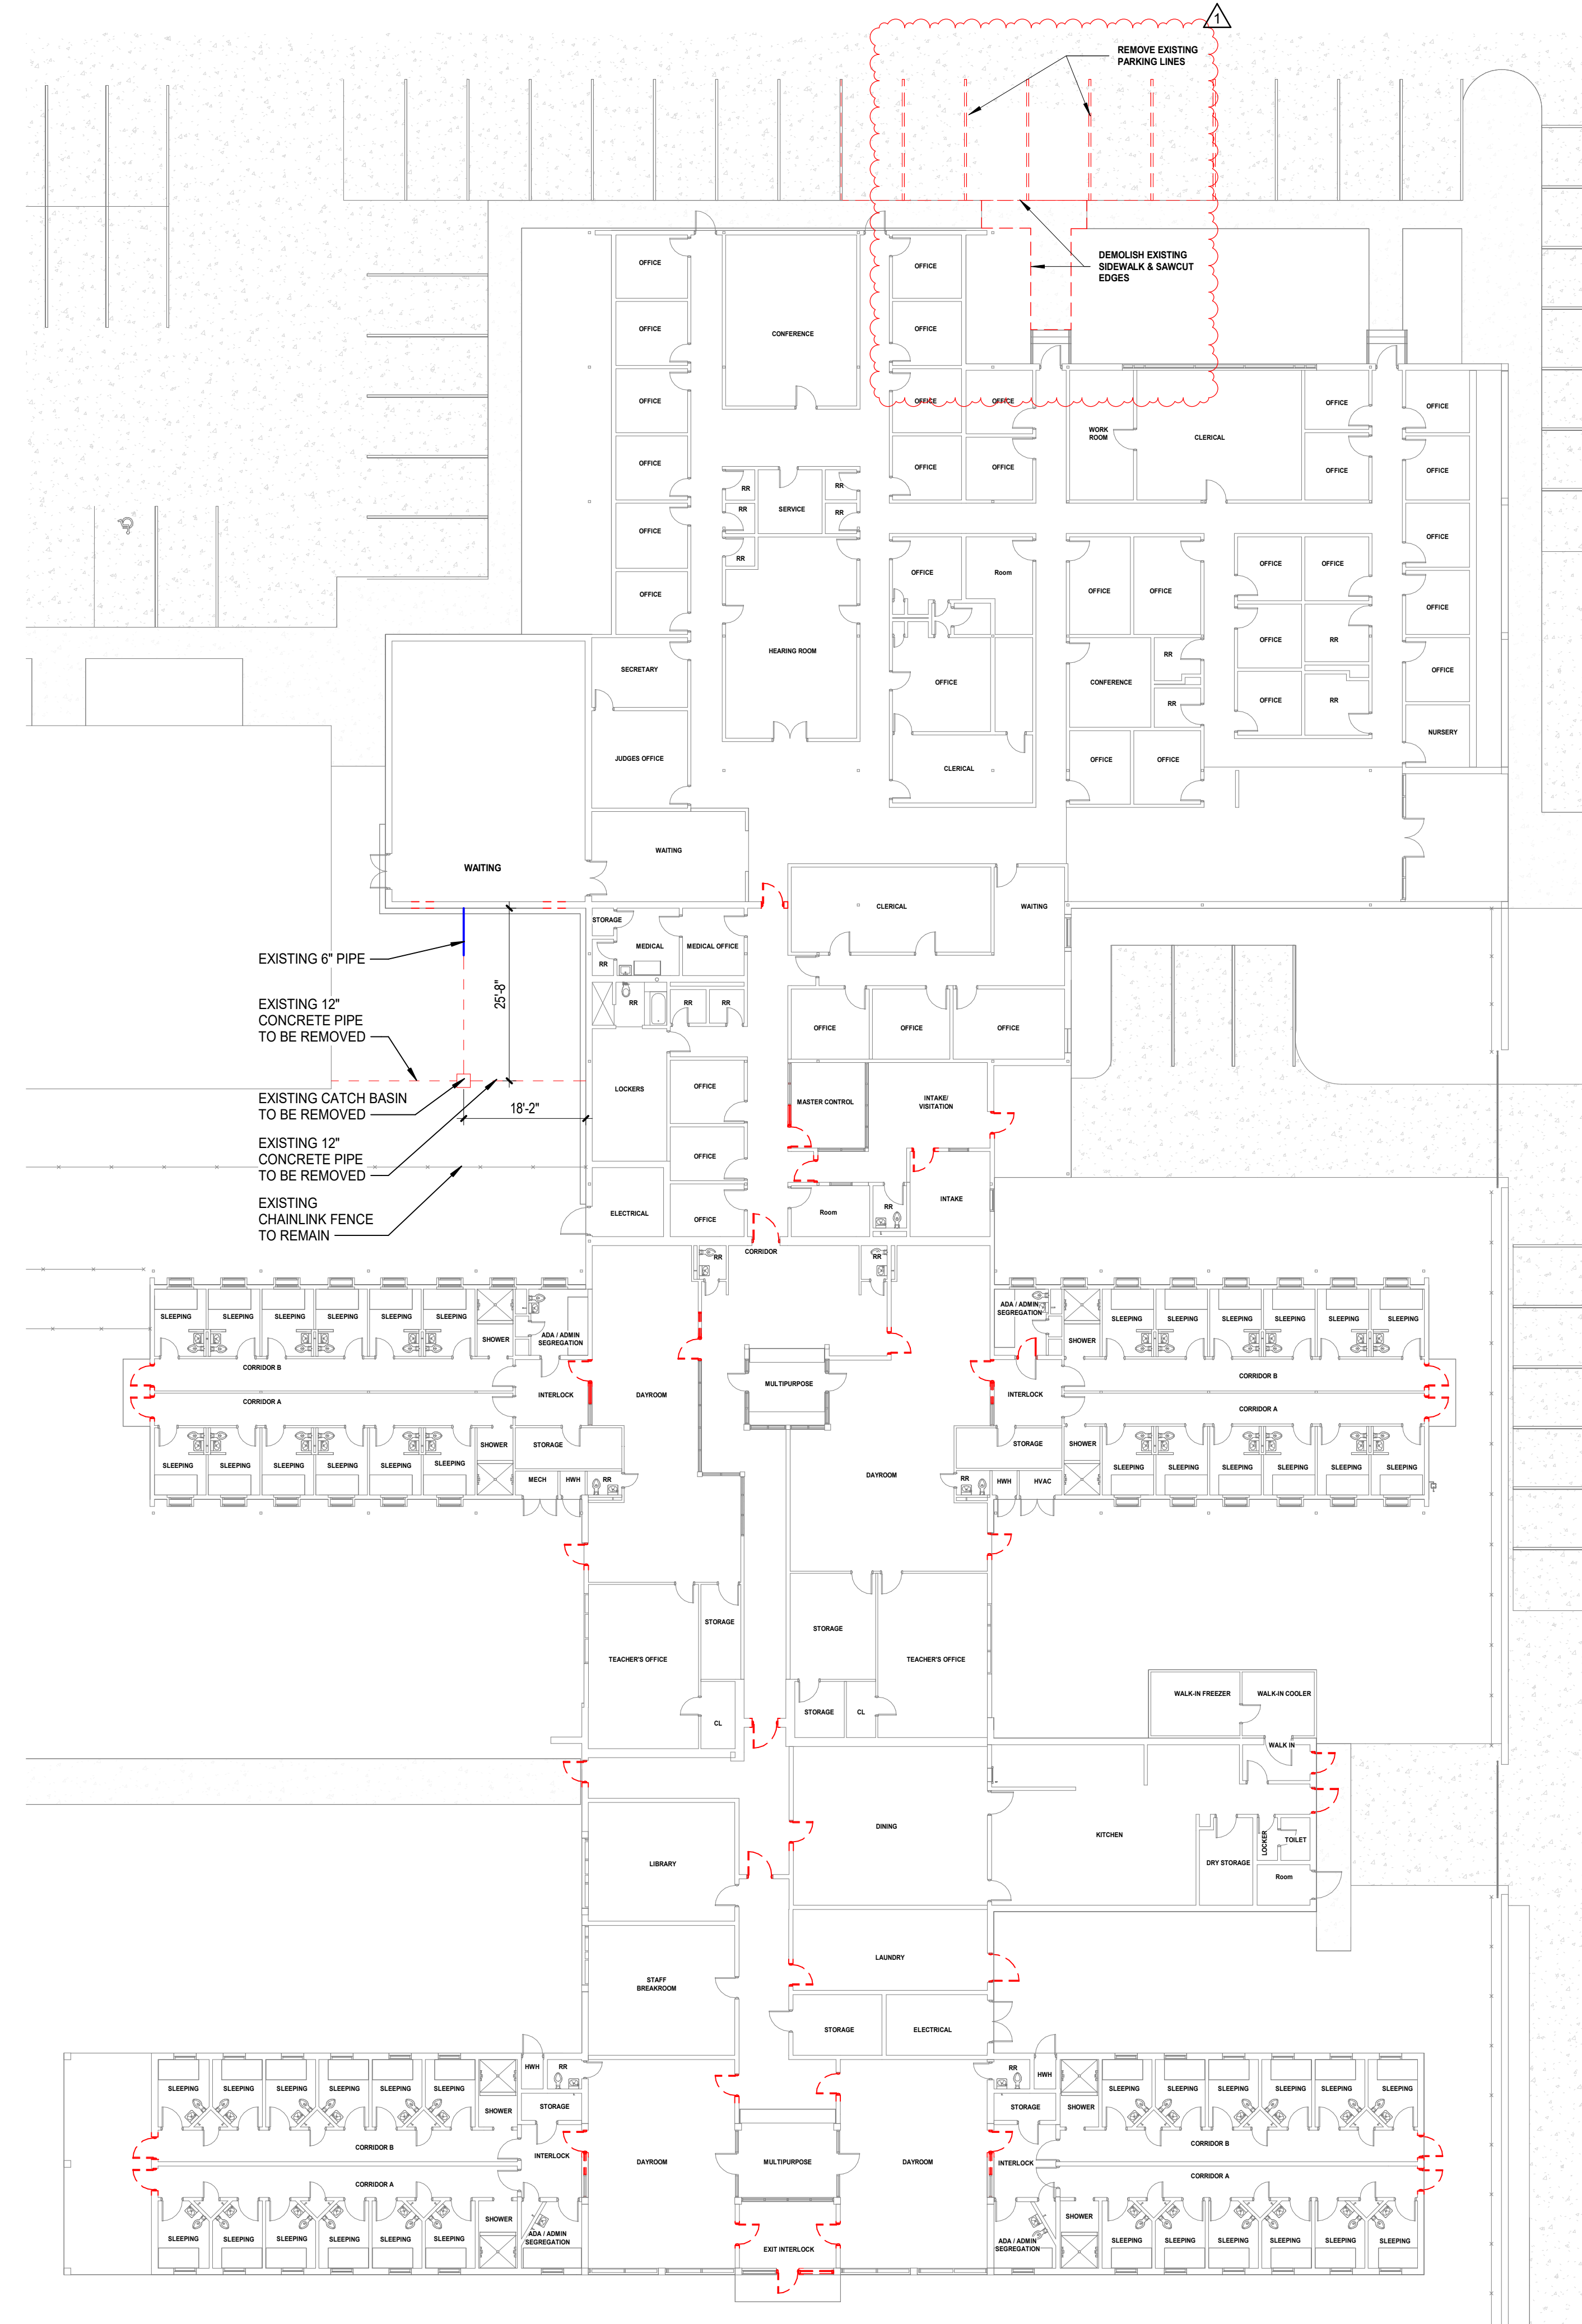 1
REMOVE EXISTING
PARKING LINES
DEMOLISH EXISTING
SIDEWALK & SAWCUT
EDGES
OFFICE
OFFICE
CONFERENCE
OFFICE
OFFICE
OFFICE
OFFICE
OFFICE
OFFICE
OFFICE
WORK
ROOM
CLERICAL
OFFICE
OFFICE
OFFICE
OFFICE
OFFICE
OFFICE
OFFICE
RR
RR
SERVICE
RR
RR
RR
OFFICE
OFFICE
OFFICE
Room
OFFICE
OFFICE
OFFICE
OFFICE
OFFICE
OFFICE
HEARING ROOM
OFFICE
RR
SECRETARY
OFFICE
CONFERENCE
RR
RR
OFFICE
RR
OFFICE
NURSERY
JUDGES OFFICE
CLERICAL
OFFICE
OFFICE
WAITING
WAITING
CLERICAL
WAITING
STORAGE
MEDICAL
MEDICAL OFFICE
RR
EXISTING 6" PIPE
25'-8"
EXISTING 12"
CONCRETE PIPE
TO BE REMOVED
RR
RR
RR
OFFICE
OFFICE
OFFICE
EXISTING CATCH BASIN
TO BE REMOVED
18'-2"
LOCKERS
OFFICE
MASTER CONTROL
INTAKE/
VISITATION
EXISTING 12"
CONCRETE PIPE
TO BE REMOVED
OFFICE
EXISTING
CHAINLINK FENCE
TO REMAIN
ELECTRICAL
OFFICE
Room
RR
INTAKE
RR
CORRIDOR
RR
SLEEPING
SLEEPING
SLEEPING
SLEEPING
SLEEPING
SLEEPING
SHOWER
ADA / ADMIN
SEGREGATION
ADA / ADMIN
SEGREGATION
SHOWER
SLEEPING
SLEEPING
SLEEPING
SLEEPING
SLEEPING
SLEEPING
CORRIDOR B
CORRIDOR A
INTERLOCK
DAYROOM
MULTIPURPOSE
INTERLOCK
CORRIDOR B
CORRIDOR A
SHOWER
STORAGE
STORAGE
SHOWER
SLEEPING
SLEEPING
SLEEPING
SLEEPING
SLEEPING
SLEEPING
MECH
HWH
RR
DAYROOM
RR
HWH
HVAC
SLEEPING
SLEEPING
SLEEPING
SLEEPING
SLEEPING
SLEEPING
TEACHER'S OFFICE
STORAGE
STORAGE
TEACHER'S OFFICE
CL
STORAGE
CL
WALK-IN FREEZER
WALK-IN COOLER
WALK IN
DINING
KITCHEN
LOCKER
TOILET
LIBRARY
DRY STORAGE
Room
STAFF
BREAKROOM
LAUNDRY
STORAGE
ELECTRICAL
HWH
RR
RR
HWH
SLEEPING
SLEEPING
SLEEPING
SLEEPING
SLEEPING
SLEEPING
SHOWER
STORAGE
STORAGE
SHOWER
SLEEPING
SLEEPING
SLEEPING
SLEEPING
SLEEPING
SLEEPING
CORRIDOR B
CORRIDOR A
INTERLOCK
DAYROOM
MULTIPURPOSE
DAYROOM
INTERLOCK
CORRIDOR B
CORRIDOR A
SLEEPING
SLEEPING
SLEEPING
SLEEPING
SLEEPING
SLEEPING
SHOWER
ADA / ADMIN
SEGREGATION
EXIT INTERLOCK
ADA / ADMIN
SEGREGATION
SHOWER
SLEEPING
SLEEPING
SLEEPING
SLEEPING
SLEEPING
SLEEPING